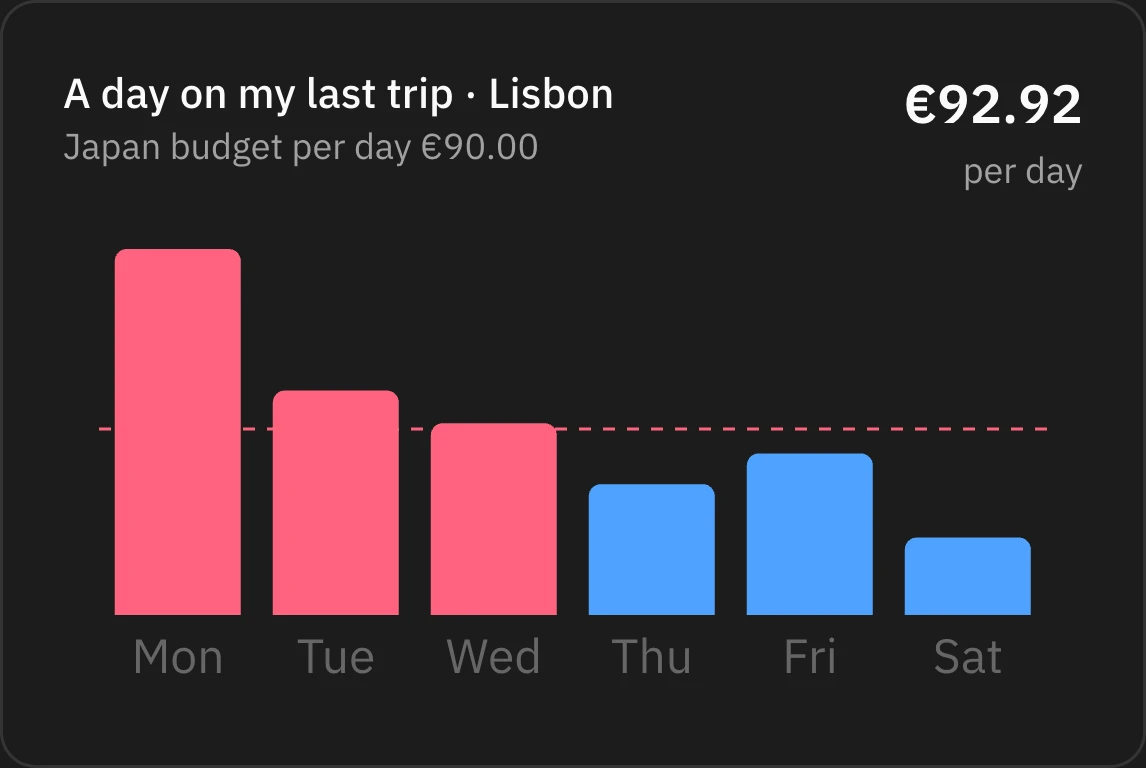 A day on my last trip · Lisbon
Japan budget per day €90.00
€92.92
per day
Mon Tue Wed Thu Fri Sat